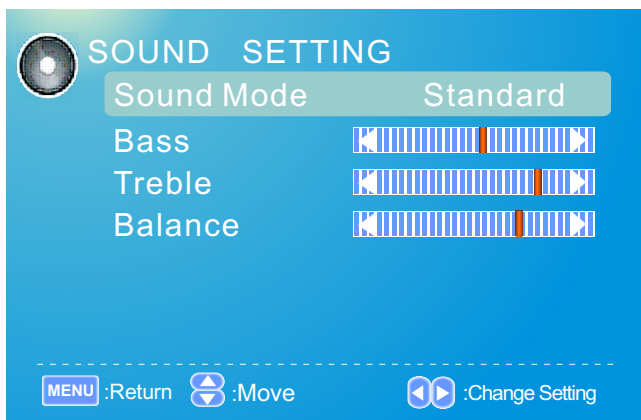 SOUND SETTING
Sound Mode Standard
Bass
Treble
Balance
MENU :Return :Move :Change Setting